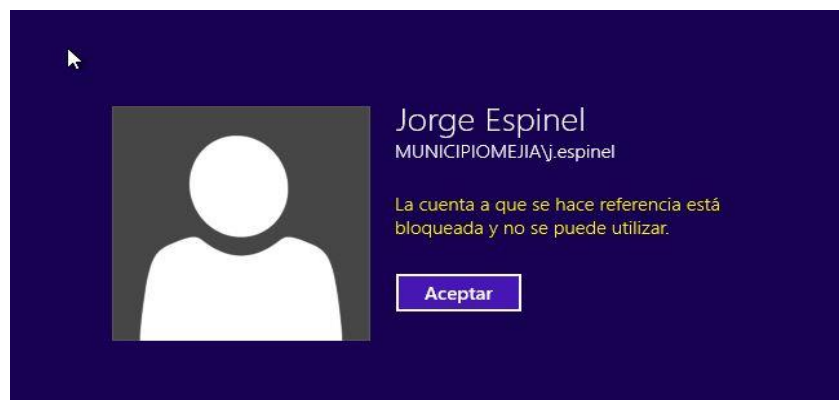 Jorge Espinel
MUNICIPIOMEJIA\j.espinel
La cuenta a que se hace referencia está
bloqueada y no se puede utilizar.
Aceptar